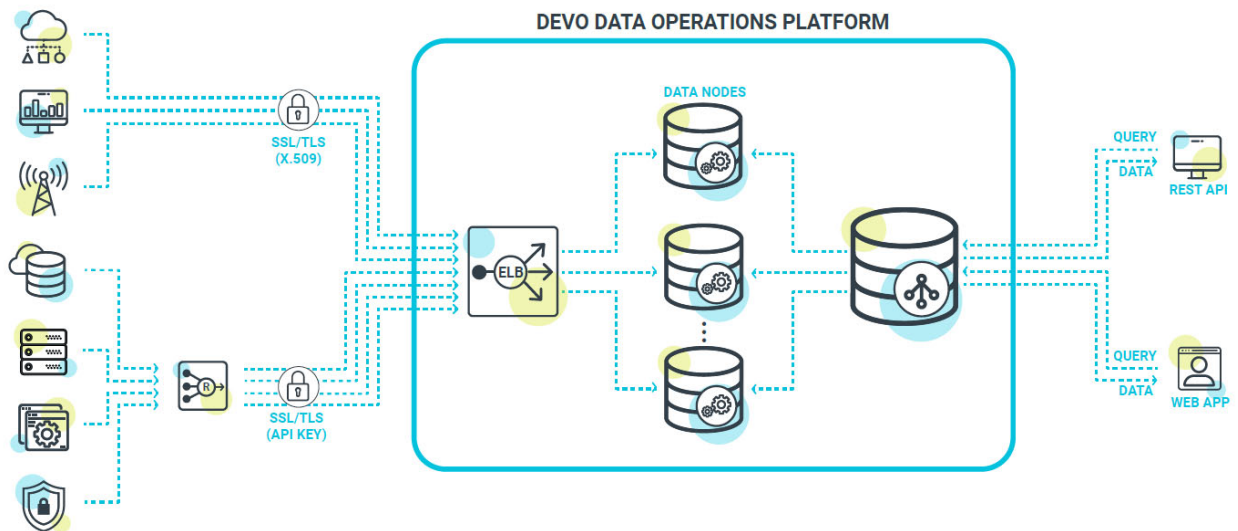 DEVO DATA OPERATIONS PLATFORM
DATA NODES
SSL/TLS
(X.509)
ELB
R
SSL/TLS
(API KEY)
QUERY
DATA
REST API
QUERY
DATA
WEB APP